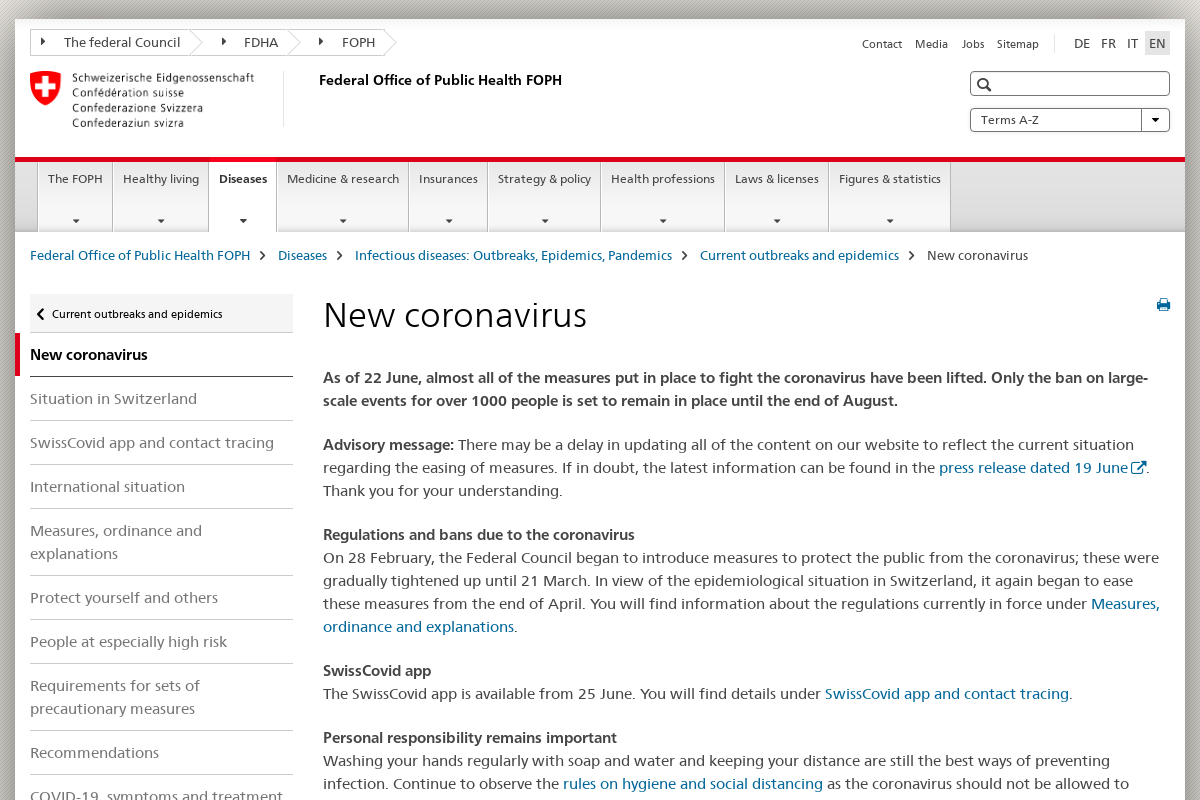 The federal Council
FDHA
FOPH
Contact
Media
Jobs
Sitemap
DE
FR
IT
EN
Schweizerische Eidgenossenschaft
Confédération suisse
Confederazione Svizzera
Confederaziun svizra
Federal Office of Public Health FOPH
Terms A-Z
The FOPH
Healthy living
Diseases
Medicine & research
Insurances
Strategy & policy
Health professions
Laws & licenses
Figures & statistics
Federal Office of Public Health FOPH
Diseases
Infectious diseases: Outbreaks, Epidemics, Pandemics
Current outbreaks and epidemics
New coronavirus
Current outbreaks and epidemics
New coronavirus
Situation in Switzerland
SwissCovid app and contact tracing
International situation
Measures, ordinance and
explanations
Protect yourself and others
People at especially high risk
Requirements for sets of
precautionary measures
Recommendations
COVID-19, symptoms and treatment
New coronavirus
As of 22 June, almost all of the measures put in place to fight the coronavirus have been lifted. Only the ban on large-
scale events for over 1000 people is set to remain in place until the end of August.
Advisory message: There may be a delay in updating all of the content on our website to reflect the current situation
regarding the easing of measures. If in doubt, the latest information can be found in the press release dated 19 June.
Thank you for your understanding.
Regulations and bans due to the coronavirus
On 28 February, the Federal Council began to introduce measures to protect the public from the coronavirus; these were
gradually tightened up until 21 March. In view of the epidemiological situation in Switzerland, it again began to ease
these measures from the end of April. You will find information about the regulations currently in force under Measures,
ordinance and explanations.
SwissCovid app
The SwissCovid app is available from 25 June. You will find details under SwissCovid app and contact tracing.
Personal responsibility remains important
Washing your hands regularly with soap and water and keeping your distance are still the best ways of preventing
infection. Continue to observe the rules on hygiene and social distancing as the coronavirus should not be allowed to